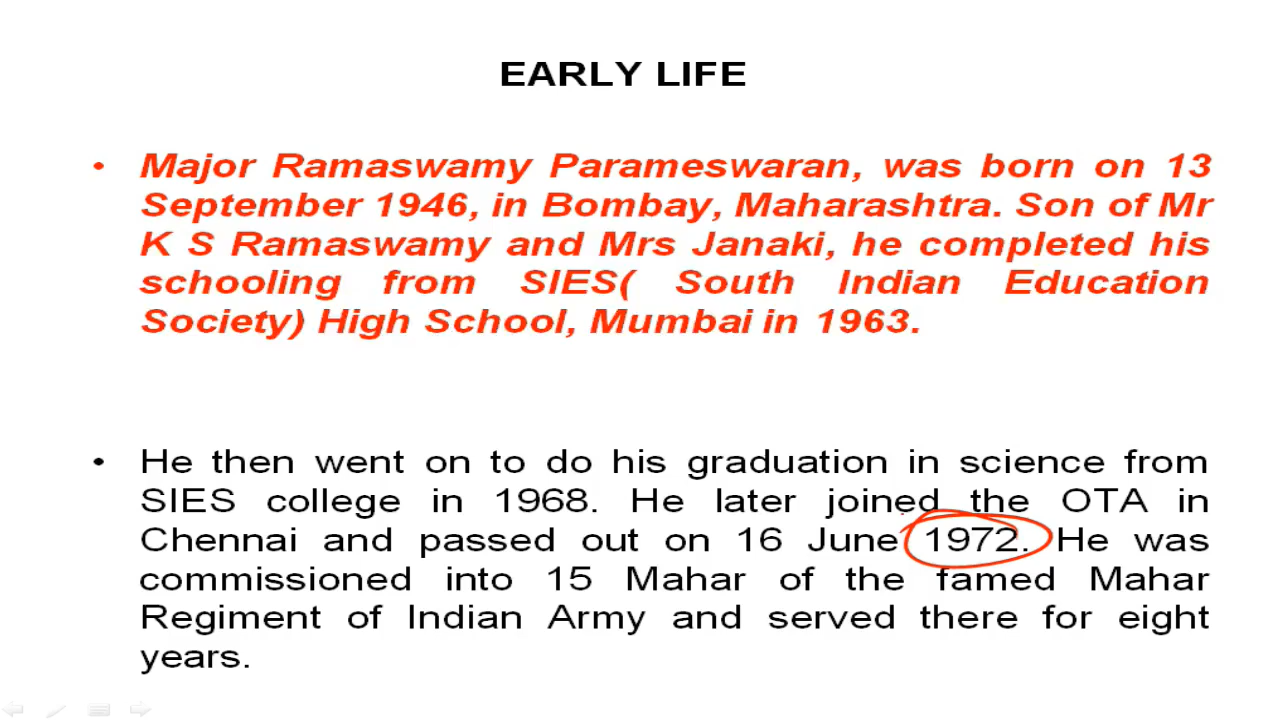 EARLY LIFE
• Major Ramaswamy Parameswaran, was born on 13
September 1946, in Bombay, Maharashtra. Son of Mr
K S Ramaswamy and Mrs Janaki, he completed his
schooling from SIES( South Indian Education
Society) High School, Mumbai in 1963.
• He then went on to do his graduation in science from
SIES college in 1968. He later joined the OTA in
Chennai and passed out on 16 June 1972. He was
commissioned into 15 Mahar of the famed Mahar
Regiment of Indian Army and served there for eight
years.